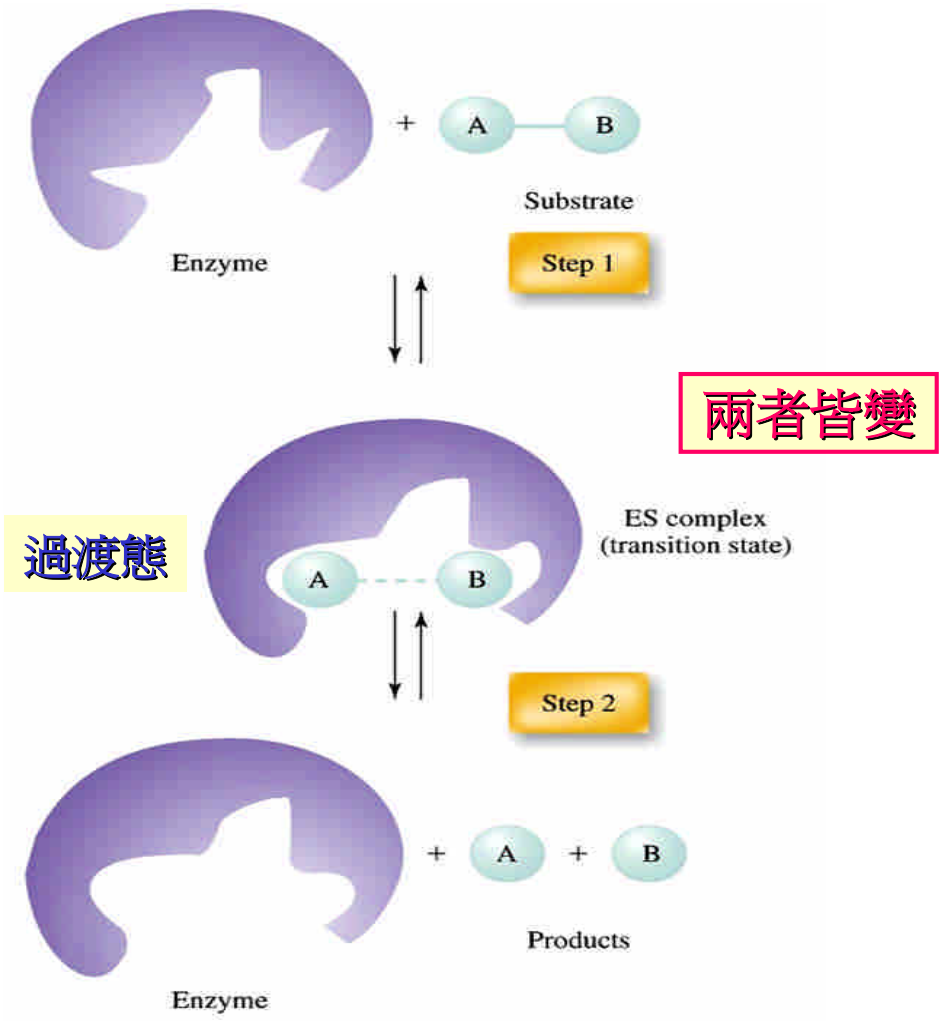 + A B
Substrate
Enzyme
Step 1
兩者皆變
ES complex
(transition state)
過渡態
A B
Step 2
+ A + B
Products
Enzyme